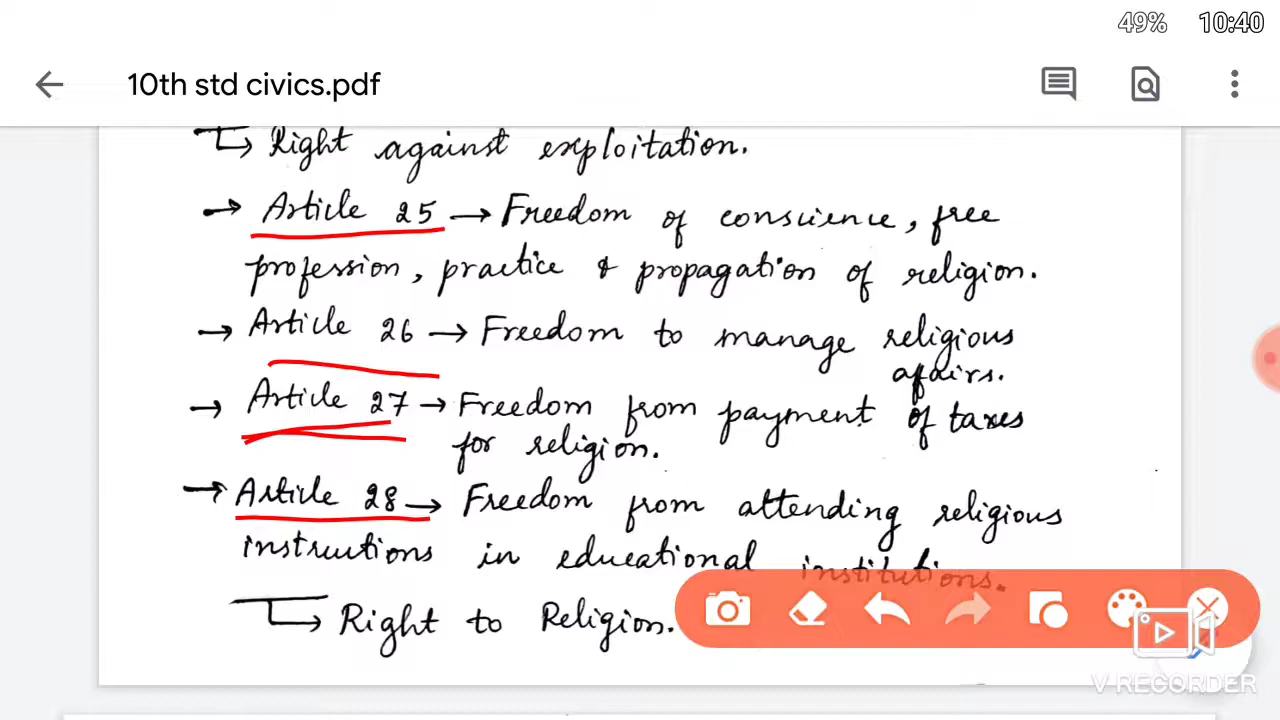 49% 10:40
10th std civics.pdf
Right against exploitation.
→ Article 25 → Freedom of conscience, free
profession, practice & propagation of religion.
→ Article 26 → Freedom to manage religious
afairs.
→ Article 27 → Freedom from payment of taxes
for religion.
→ Article 28 → Freedom from attending religious
instructions in educational institutions.
Right to Religion.
V RECORDER